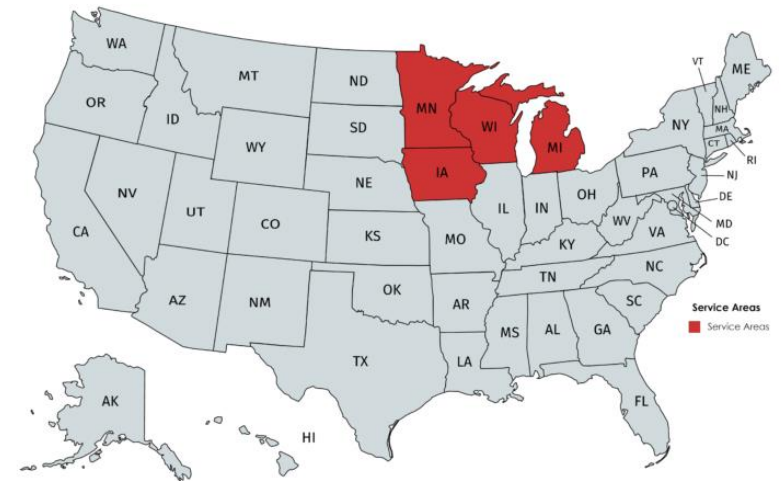 WA
MT
ND
MN
OR
ID
SD
WI
MI
WY
NE
IA
NV
UT
CO
CA
KS
MO
IL
IN
OH
PA
NY
VT
NH
ME
MA
CT
RI
NJ
DE
MD
DC
WV
VA
KY
NC
TN
SC
AZ
NM
OK
AR
MS
AL
GA
TX
LA
FL
AK
HI
Service Areas
Service Areas